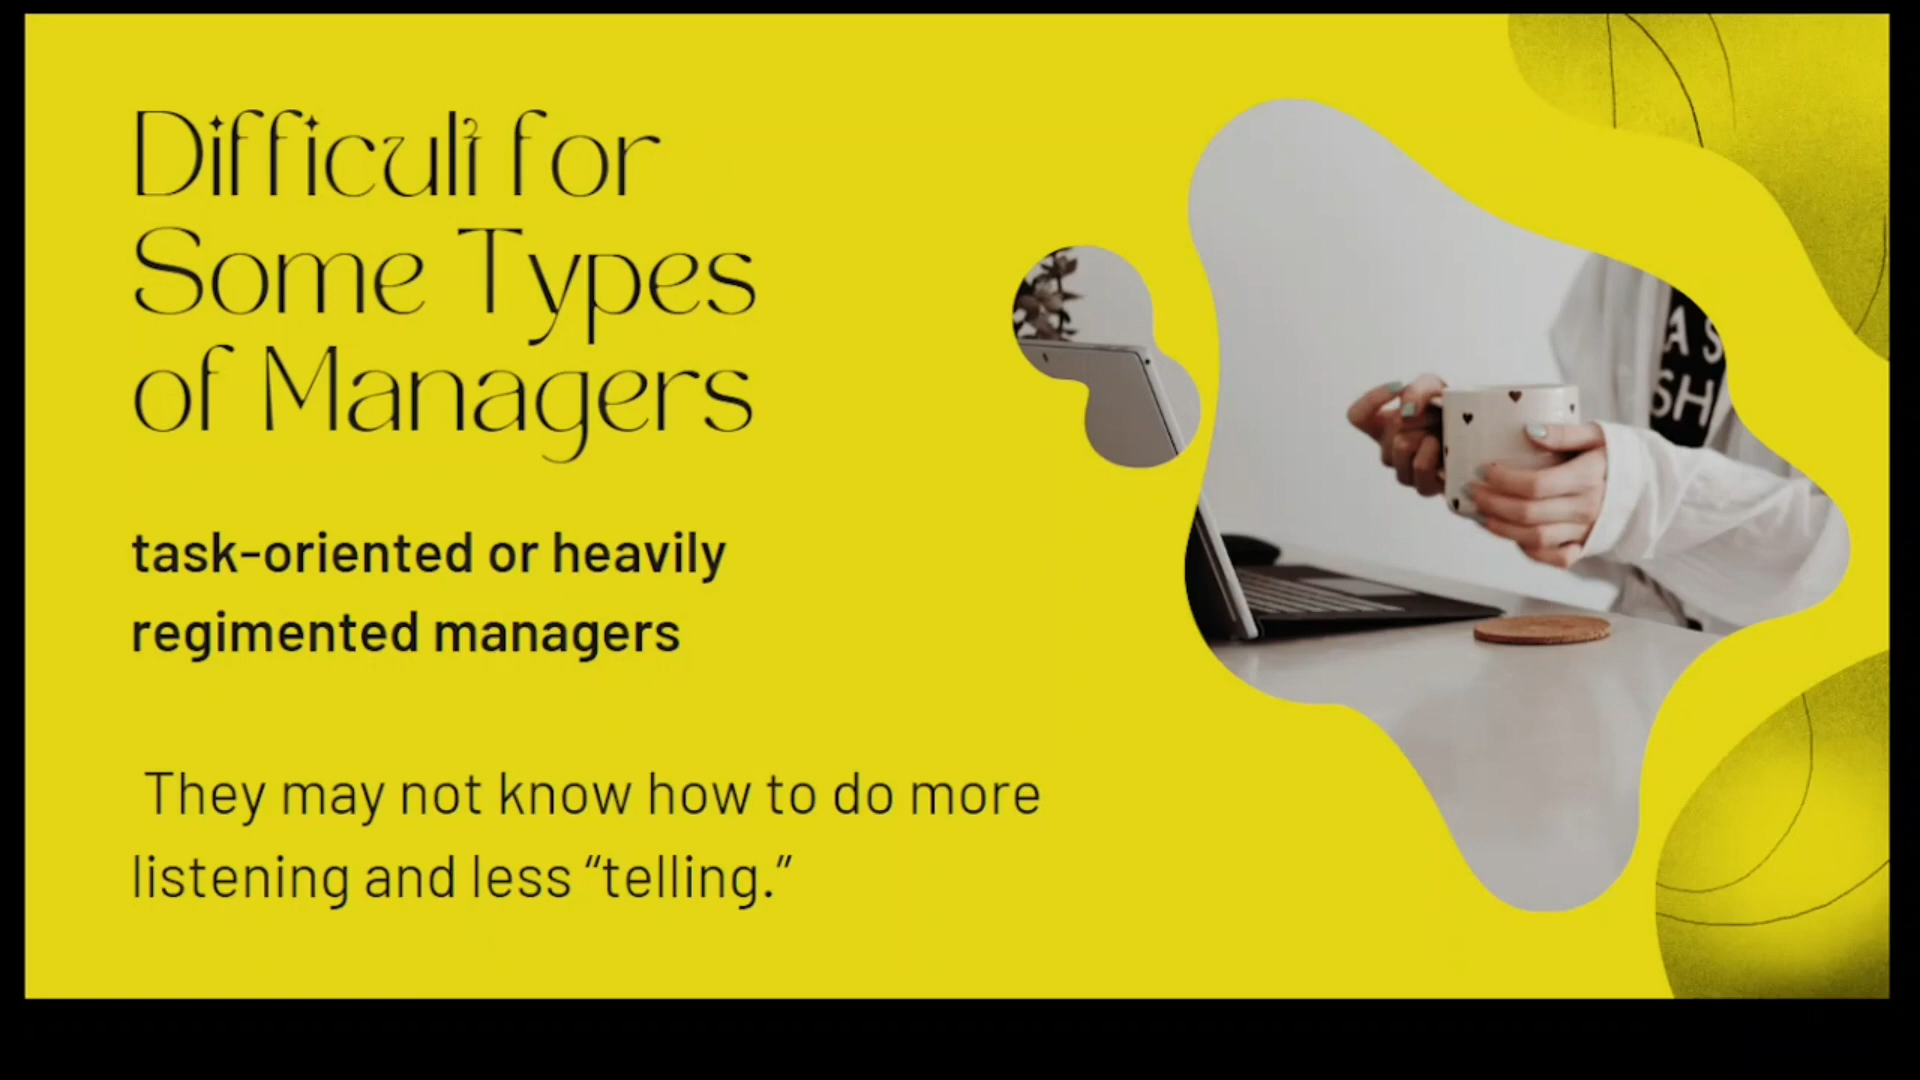 Difficult for
Some Types
of Managers
task-oriented or heavily
regimented managers
They may not know how to do more
listening and less “telling.”
A S
SH